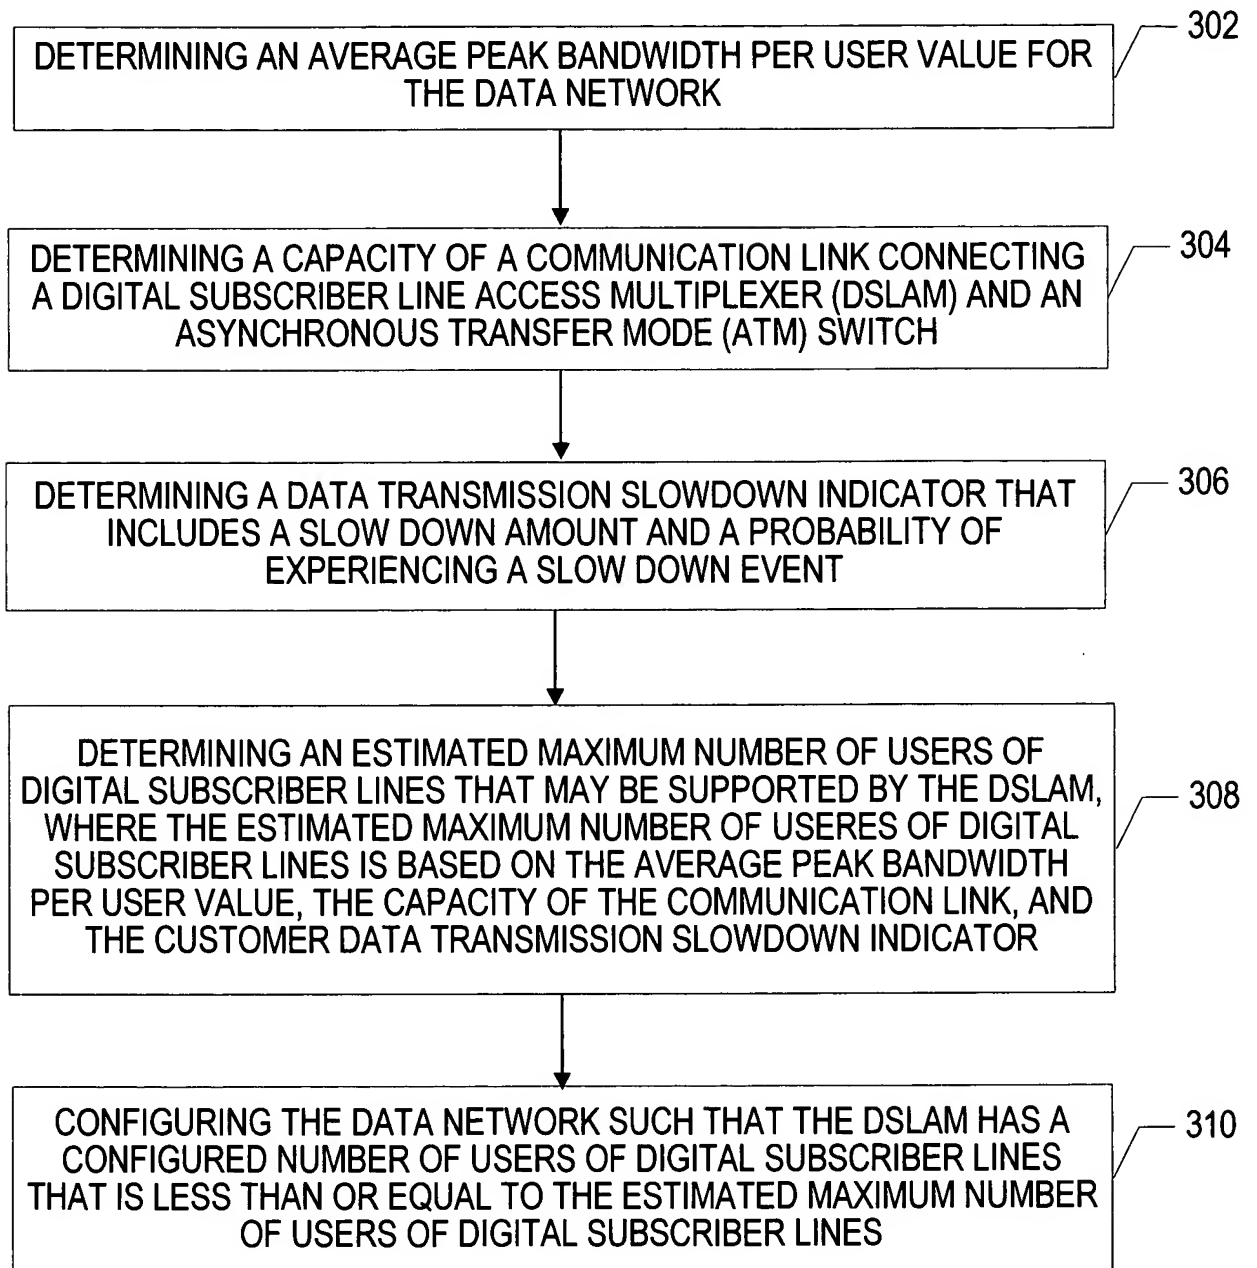 302
DETERMINING AN AVERAGE PEAK BANDWIDTH PER USER VALUE FOR
THE DATA NETWORK
304
DETERMINING A CAPACITY OF A COMMUNICATION LINK CONNECTING
A DIGITAL SUBSCRIBER LINE ACCESS MULTIPLEXER (DSLAM) AND AN
ASYNCHRONOUS TRANSFER MODE (ATM) SWITCH
306
DETERMINING A DATA TRANSMISSION SLOWDOWN INDICATOR THAT
INCLUDES A SLOW DOWN AMOUNT AND A PROBABILITY OF
EXPERIENCING A SLOW DOWN EVENT
308
DETERMINING AN ESTIMATED MAXIMUM NUMBER OF USERS OF
DIGITAL SUBSCRIBER LINES THAT MAY BE SUPPORTED BY THE DSLAM,
WHERE THE ESTIMATED MAXIMUM NUMBER OF USERES OF DIGITAL
SUBSCRIBER LINES IS BASED ON THE AVERAGE PEAK BANDWIDTH
PER USER VALUE, THE CAPACITY OF THE COMMUNICATION LINK, AND
THE CUSTOMER DATA TRANSMISSION SLOWDOWN INDICATOR
310
CONFIGURING THE DATA NETWORK SUCH THAT THE DSLAM HAS A
CONFIGURED NUMBER OF USERS OF DIGITAL SUBSCRIBER LINES
THAT IS LESS THAN OR EQUAL TO THE ESTIMATED MAXIMUM NUMBER
OF USERS OF DIGITAL SUBSCRIBER LINES